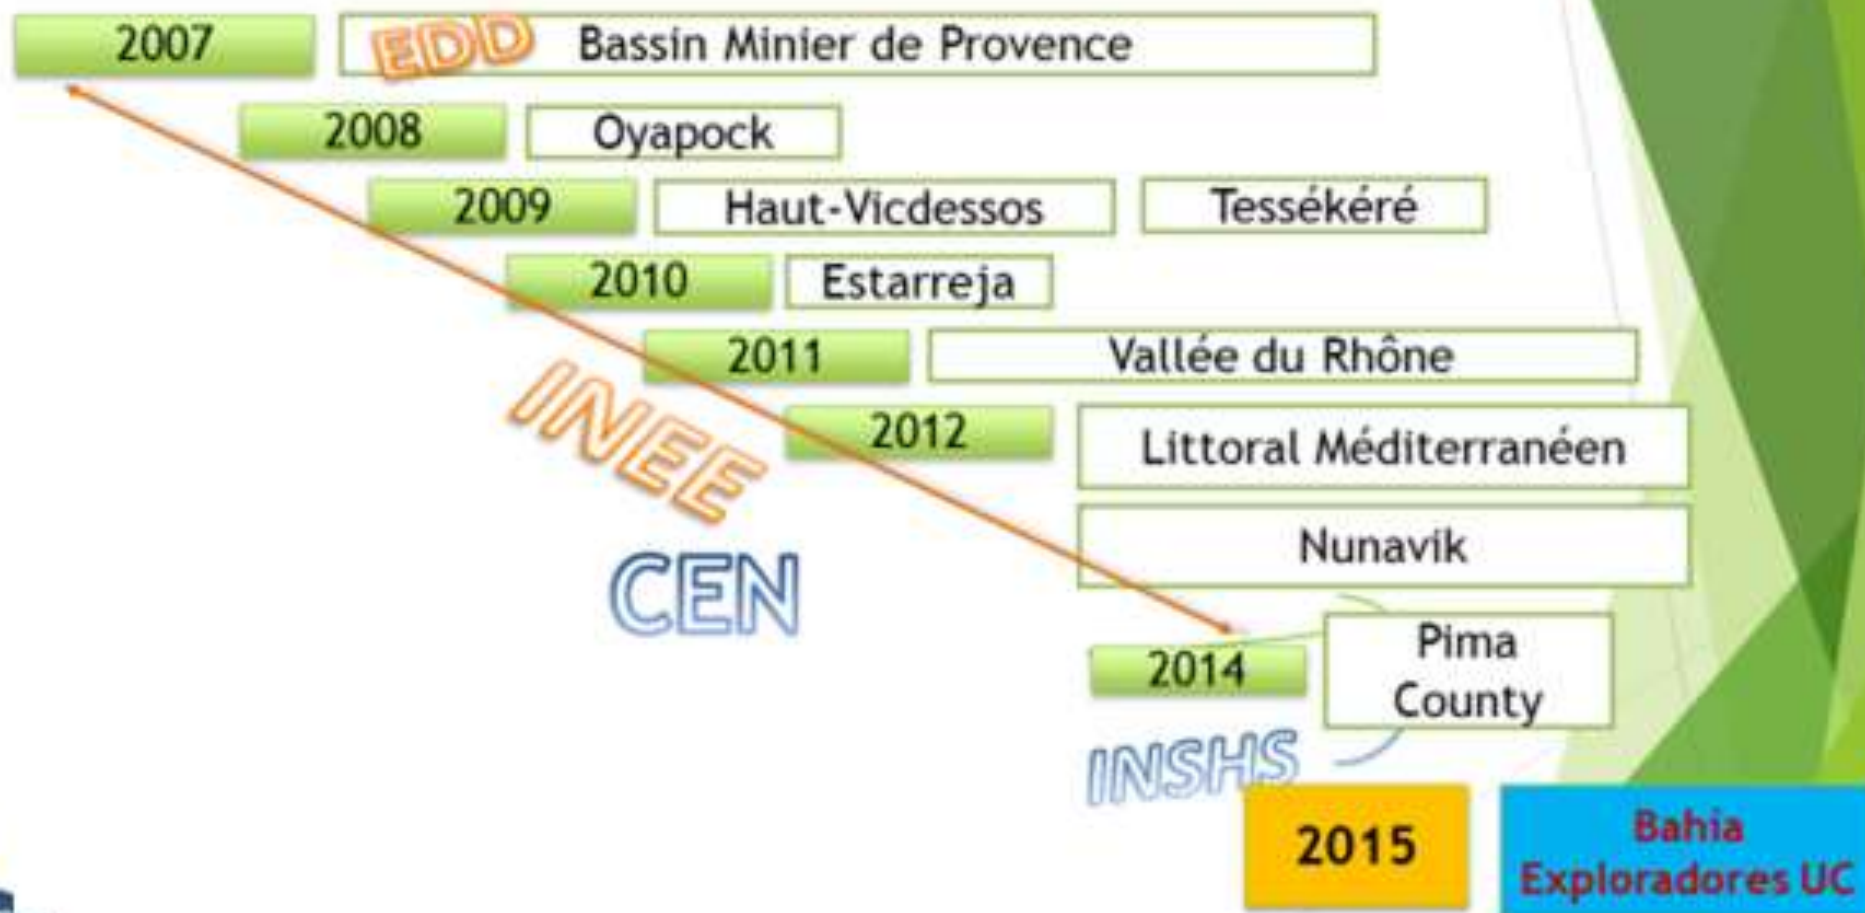 2007 EDD Bassin Minier de Provence
2008 Oyapock
2009 Haut-Vicdessos Tessékéré
2010 Estarreja
2011 Vallée du Rhône
2012 Littoral Méditerranéen
INEE
Nunavik
CEN
2014 Pima
County
INSHS
2015 Bahia
Exploradores UC